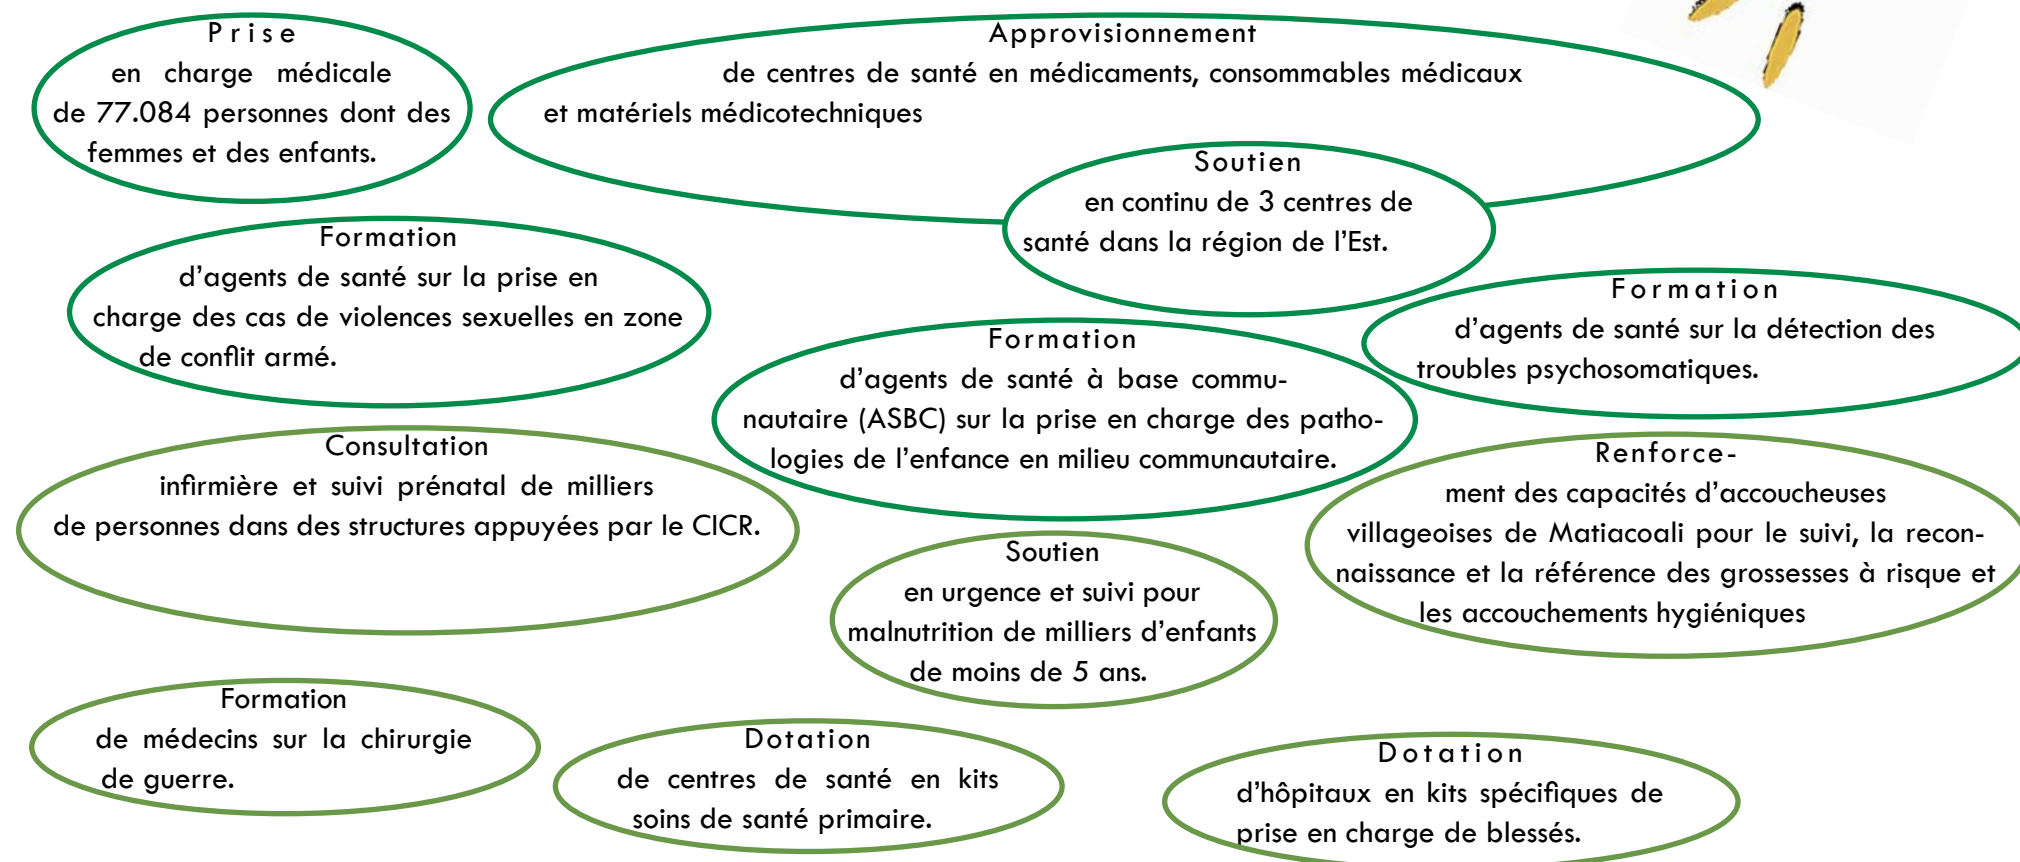 Prise
en charge médicale
de 77.084 personnes dont des
femmes et des enfants.
Approvisionnement
de centres de santé en médicaments, consommables médicaux
et matériels médicotechniques
Soutien
en continu de 3 centres de
santé dans la région de l'Est.
Formation
d'agents de santé sur la prise en
charge des cas de violences sexuelles en zone
de conflit armé.
Formation
d'agents de santé à base commu-
nautaire (ASBC) sur la prise en charge des patho-
logies de l'enfance en milieu communautaire.
Formation
d'agents de santé sur la détection des
troubles psychosomatiques.
Consultation
infirmière et suivi prénatal de milliers
de personnes dans des structures appuyées par le CICR.
Soutien
en urgence et suivi pour
malnutrition de milliers d'enfants
de moins de 5 ans.
Renforce-
ment des capacités d'accoucheuses
villageoises de Matiacoali pour le suivi, la recon-
naissance et la référence des grossesses à risque et
les accouchements hygiéniques
Formation
de médecins sur la chirurgie
de guerre.
Dotation
de centres de santé en kits
soins de santé primaire.
Dotation
d'hôpitaux en kits spécifiques de
prise en charge de blessés.